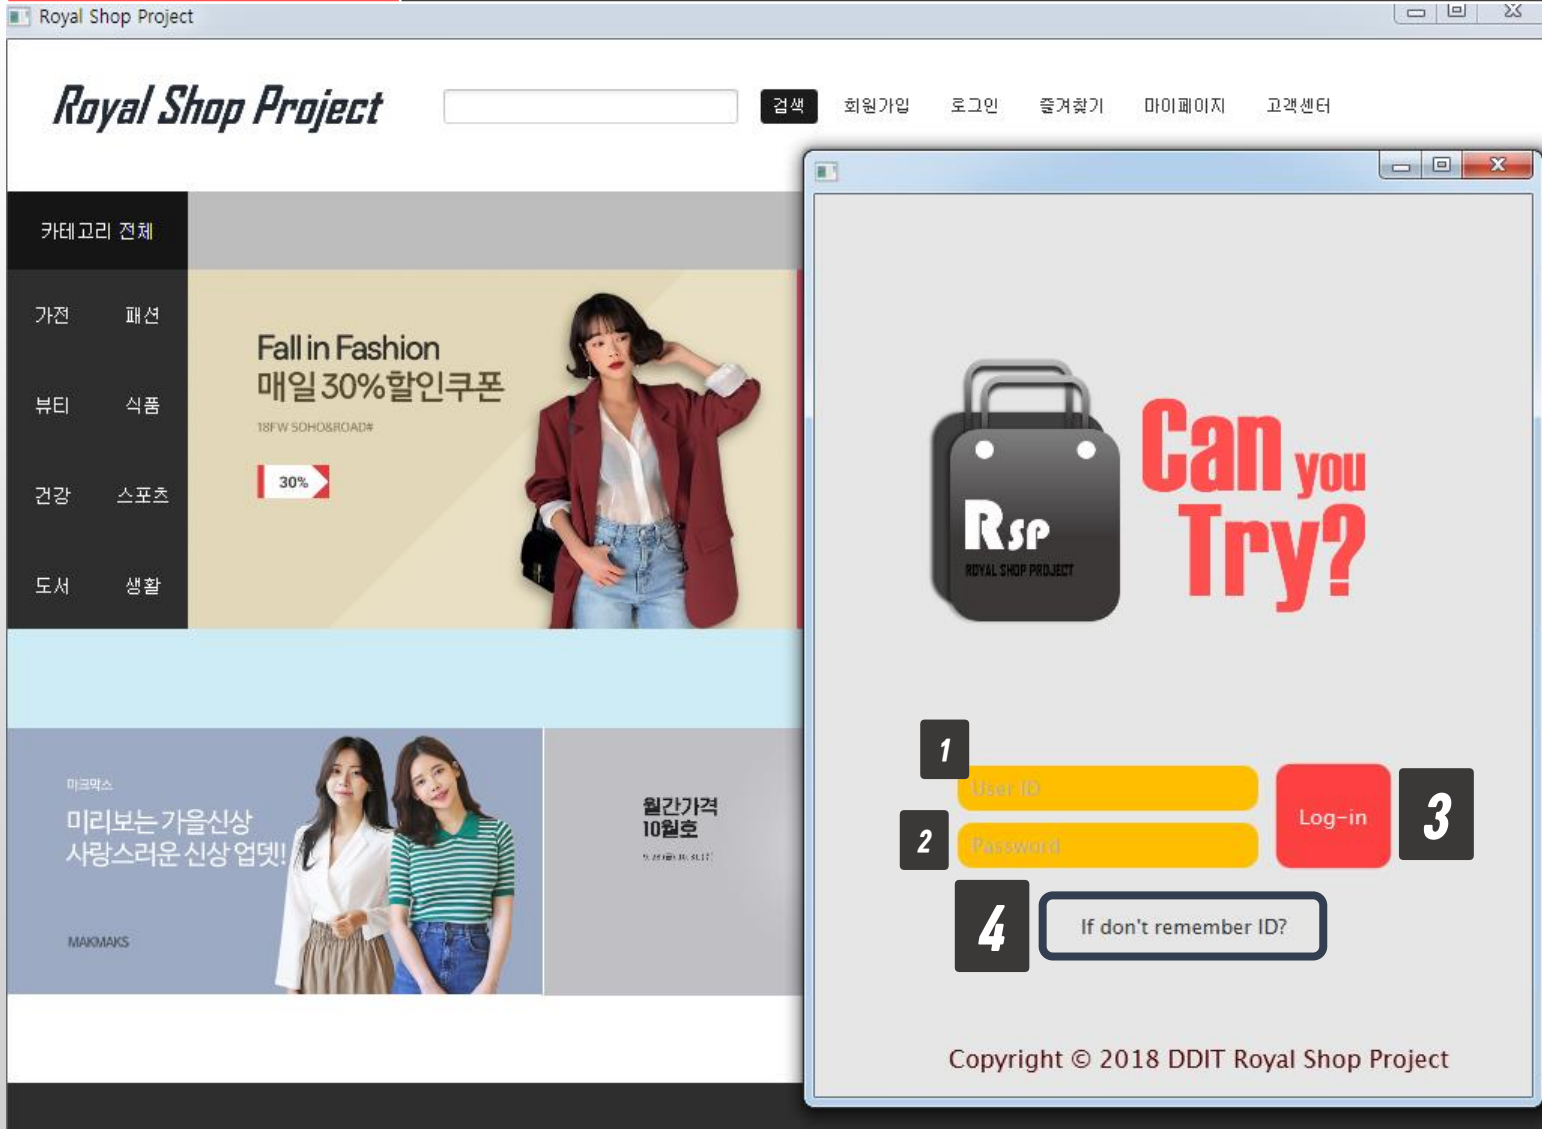 Royal Shop Project
Royal Shop Project
검색 회원가입 로그인 즐겨찾기 마이페이지 고객센터
카테고리 전체
가전 패션
뷰티 식품
건강 스포츠
도서 생활
Fall in Fashion
매일 30%할인쿠폰
18FW SOHO&ROAD#
30%
마크막스
미리보는 가을신상
사랑스러운 신상 업뎃!
MAKMAKS
월간가격
10월호
Can you
Try?
RSP
ROYAL SHOP PROJECT
1
User ID
2
Password
Log-in
3
4
If don't remember ID?
Copyright © 2018 DDIT Royal Shop Project